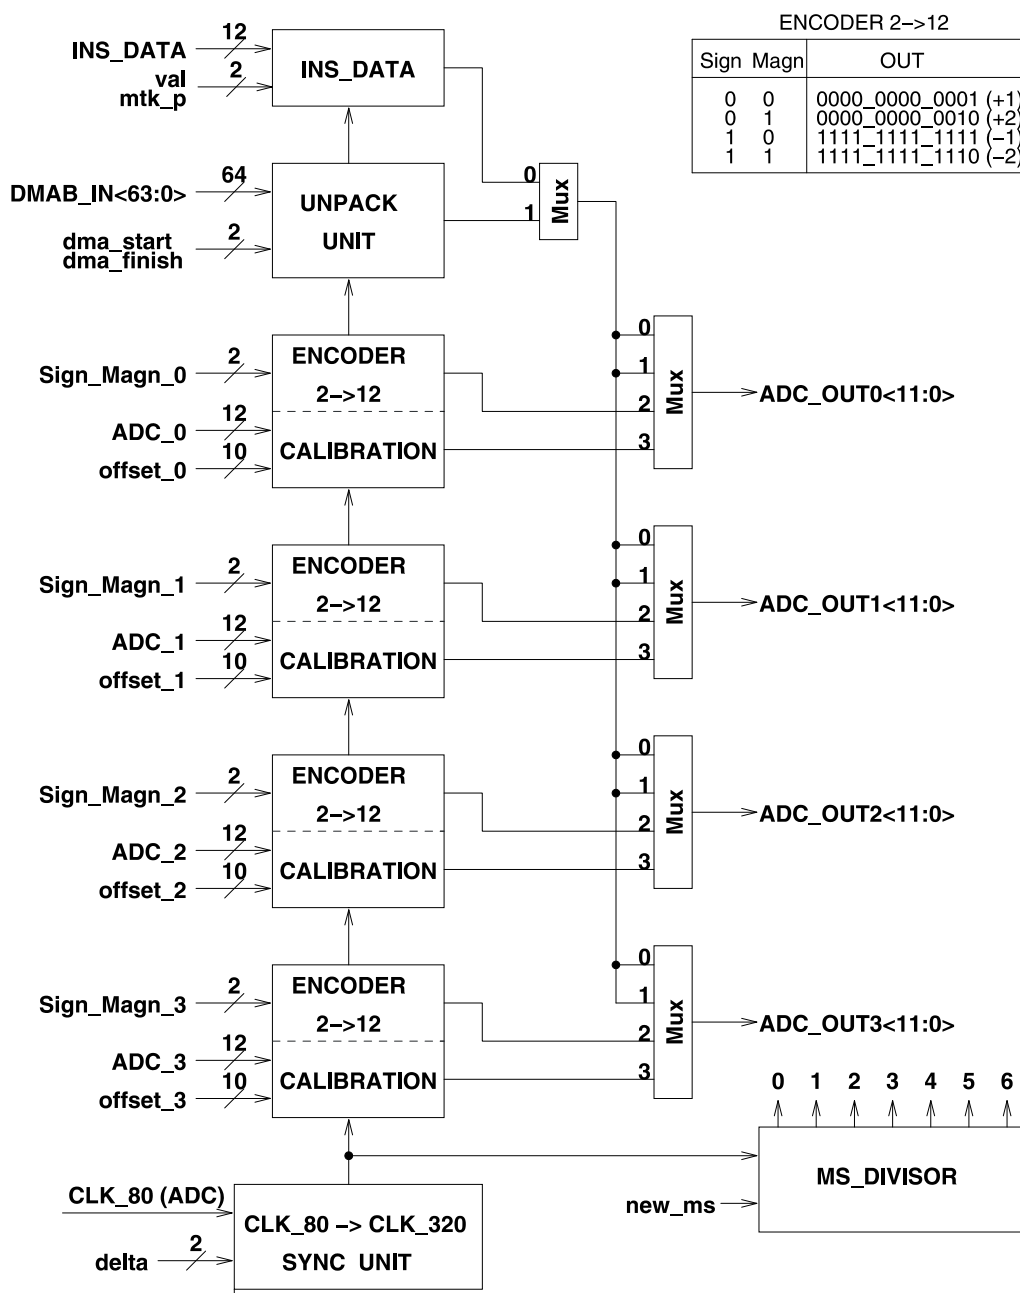 ENCODER 2->12
Sign Magn OUT
0 0 0000_0000_0001 (+1)
0 1 0000_0000_0010 (+2)
1 0 1111_1111_1111 (−1)
1 1 1111_1111_1110 (−2)
INS_DATA 12
val 2
mtk_p
INS_DATA
DMAB_IN<63:0> 64
dma_start 2
dma_finish
UNPACK
UNIT
0
1
Mux
Sign_Magn_0 2
ADC_0 12
offset_0 10
ENCODER
2->12
CALIBRATION
0
1
2
3
Mux
ADC_OUT0<11:0>
Sign_Magn_1 2
ADC_1 12
offset_1 10
ENCODER
2->12
CALIBRATION
0
1
2
3
Mux
ADC_OUT1<11:0>
Sign_Magn_2 2
ADC_2 12
offset_2 10
ENCODER
2->12
CALIBRATION
0
1
2
3
Mux
ADC_OUT2<11:0>
Sign_Magn_3 2
ADC_3 12
offset_3 10
ENCODER
2->12
CALIBRATION
0
1
2
3
Mux
ADC_OUT3<11:0>
0 1 2 3 4 5 6
MS_DIVISOR
new_ms
CLK_80 (ADC)
delta 2
CLK_80 -> CLK_320
SYNC UNIT